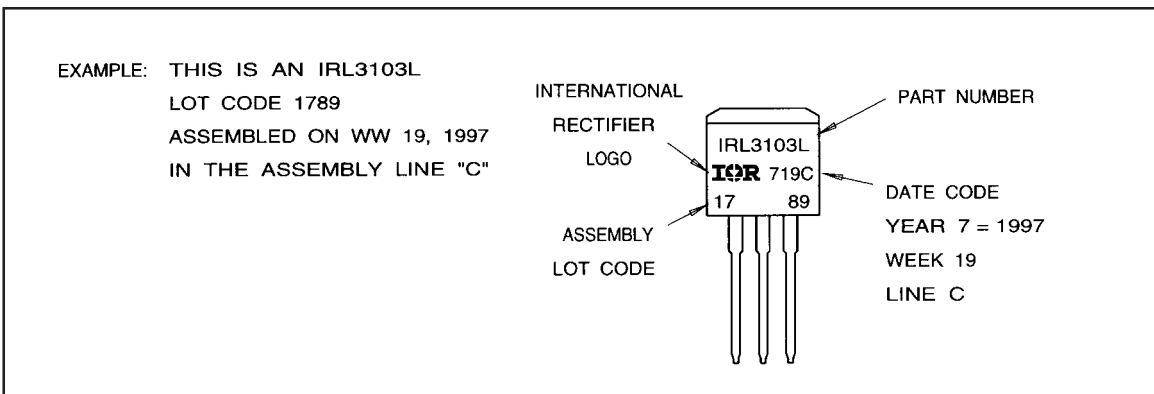 EXAMPLE: THIS IS AN IRL3103L
LOT CODE 1789
ASSEMBLED ON WW 19, 1997
IN THE ASSEMBLY LINE "C"
INTERNATIONAL
RECTIFIER
LOGO
ASSEMBLY
LOT CODE
IRL3103L
IOR 719C
17 89
PART NUMBER
DATE CODE
YEAR 7 = 1997
WEEK 19
LINE C